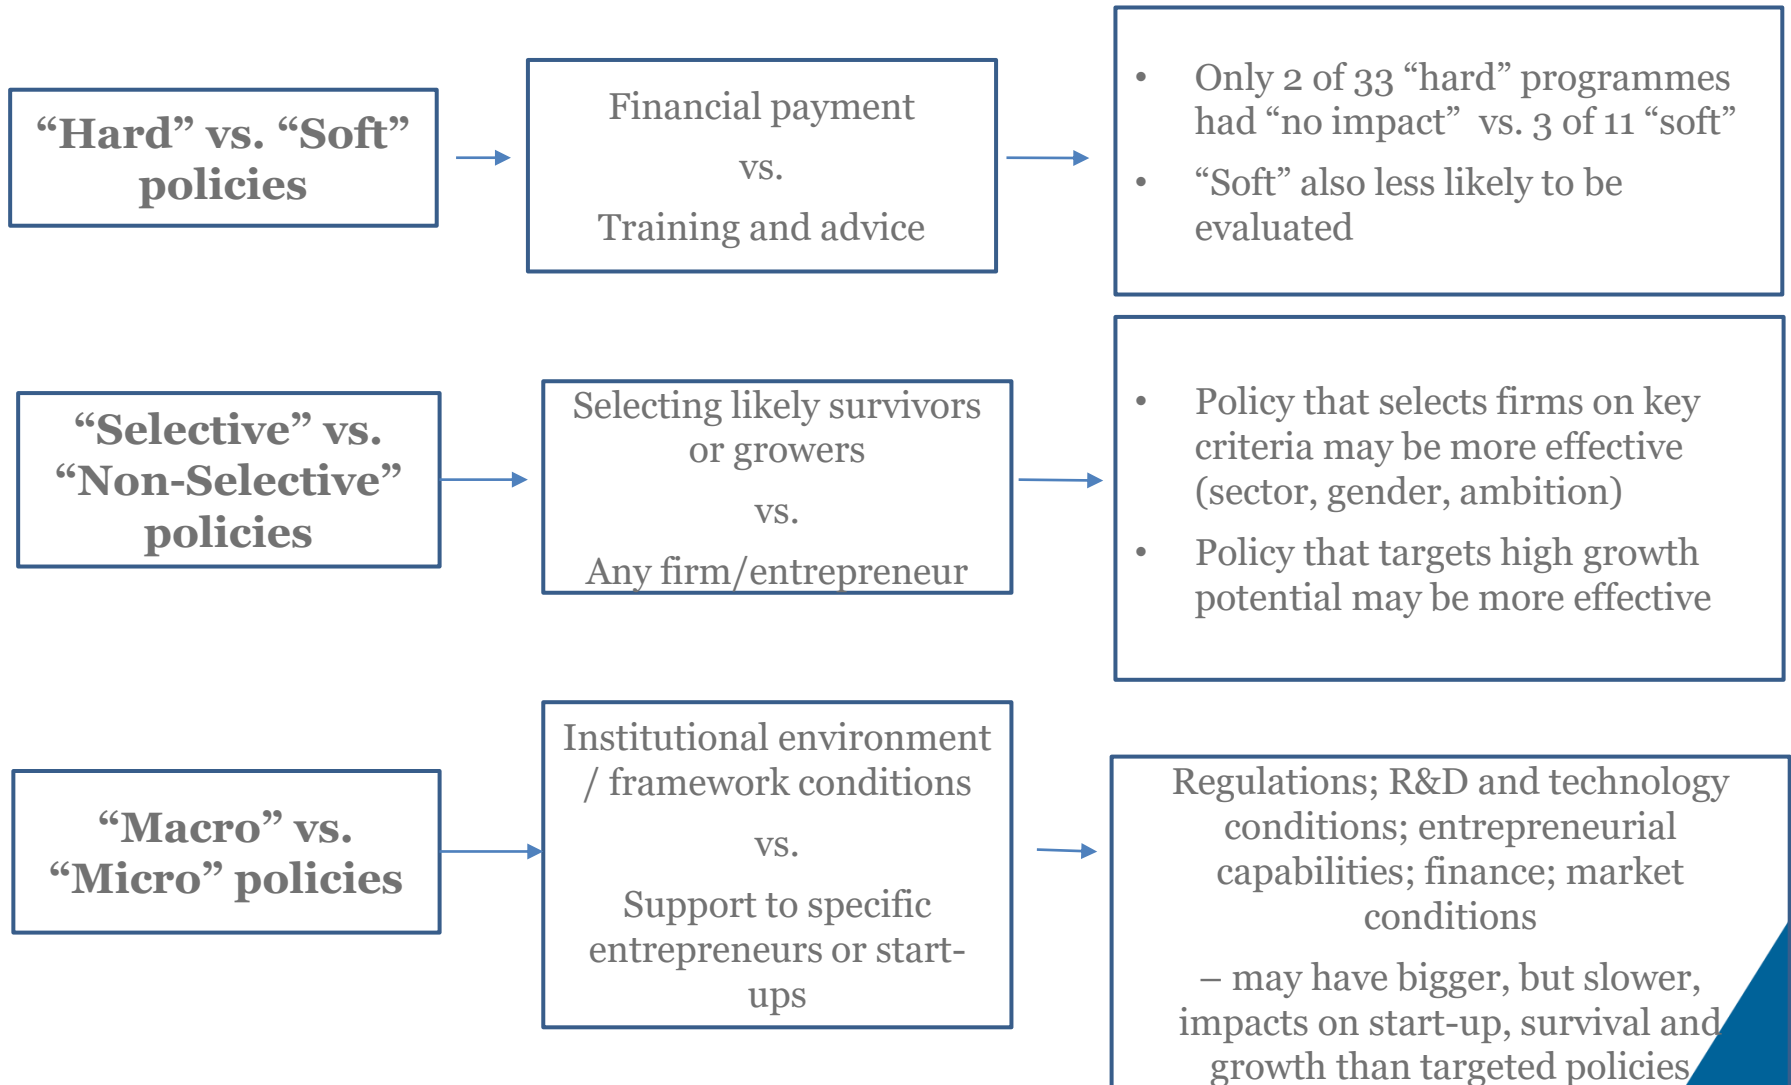 “Hard” vs. “Soft”
policies
Financial payment
vs.
Training and advice
• Only 2 of 33 “hard” programmes
had “no impact” vs. 3 of 11 “soft”
• “Soft” also less likely to be
evaluated
“Selective” vs.
“Non-Selective”
policies
Selecting likely survivors
or growers
vs.
Any firm/entrepreneur
• Policy that selects firms on key
criteria may be more effective
(sector, gender, ambition)
• Policy that targets high growth
potential may be more effective
“Macro” vs.
“Micro” policies
Institutional environment
/ framework conditions
vs.
Support to specific
entrepreneurs or start-
ups
Regulations; R&D and technology
conditions; entrepreneurial
capabilities; finance; market
conditions
– may have bigger, but slower,
impacts on start-up, survival and
growth than targeted policies